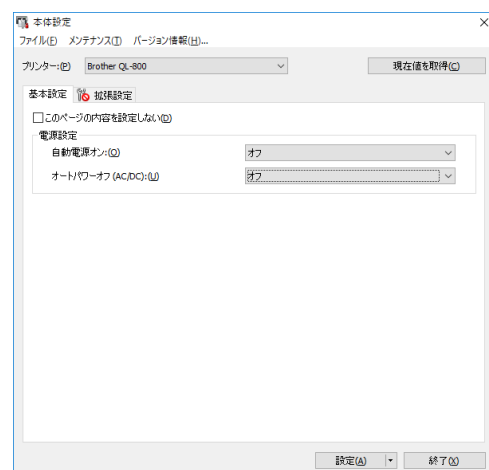 本体設定
ファイル(F) メンテナンス(T) バージョン情報(H)...
プリンター:(P) Brother QL-800 現在値を取得(C)
基本設定 拡張設定
このページの内容を設定しない(D)
電源設定
自動電源オン:(O) オフ
オートパワーオフ (AC/DC):(U) オフ
設定(A) 終了(X)